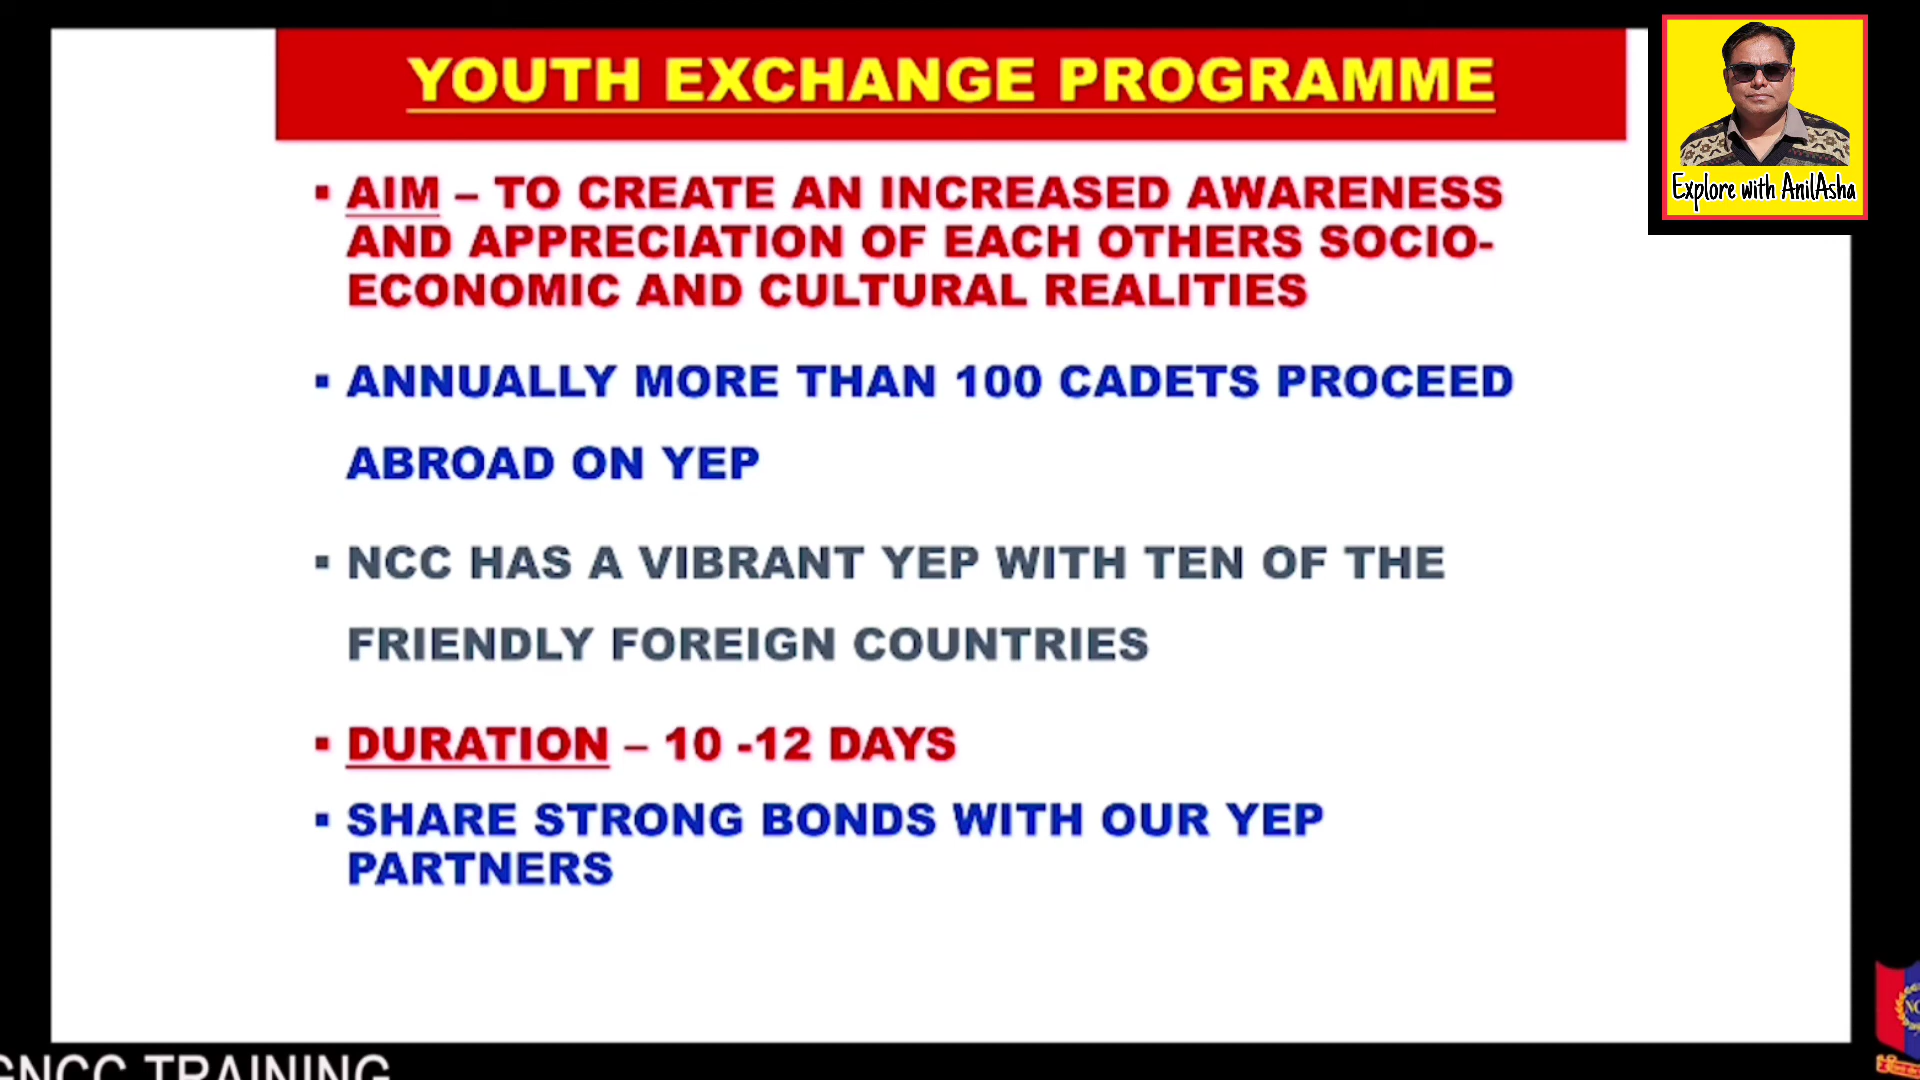 YOUTH EXCHANGE PROGRAMME
Explore with AnilAsha
▪ AIM – TO CREATE AN INCREASED AWARENESS
AND APPRECIATION OF EACH OTHERS SOCIO-
ECONOMIC AND CULTURAL REALITIES
▪ ANNUALLY MORE THAN 100 CADETS PROCEED
ABROAD ON YEP
▪ NCC HAS A VIBRANT YEP WITH TEN OF THE
FRIENDLY FOREIGN COUNTRIES
▪ DURATION – 10 -12 DAYS
▪ SHARE STRONG BONDS WITH OUR YEP
PARTNERS
GNCC TRAINING